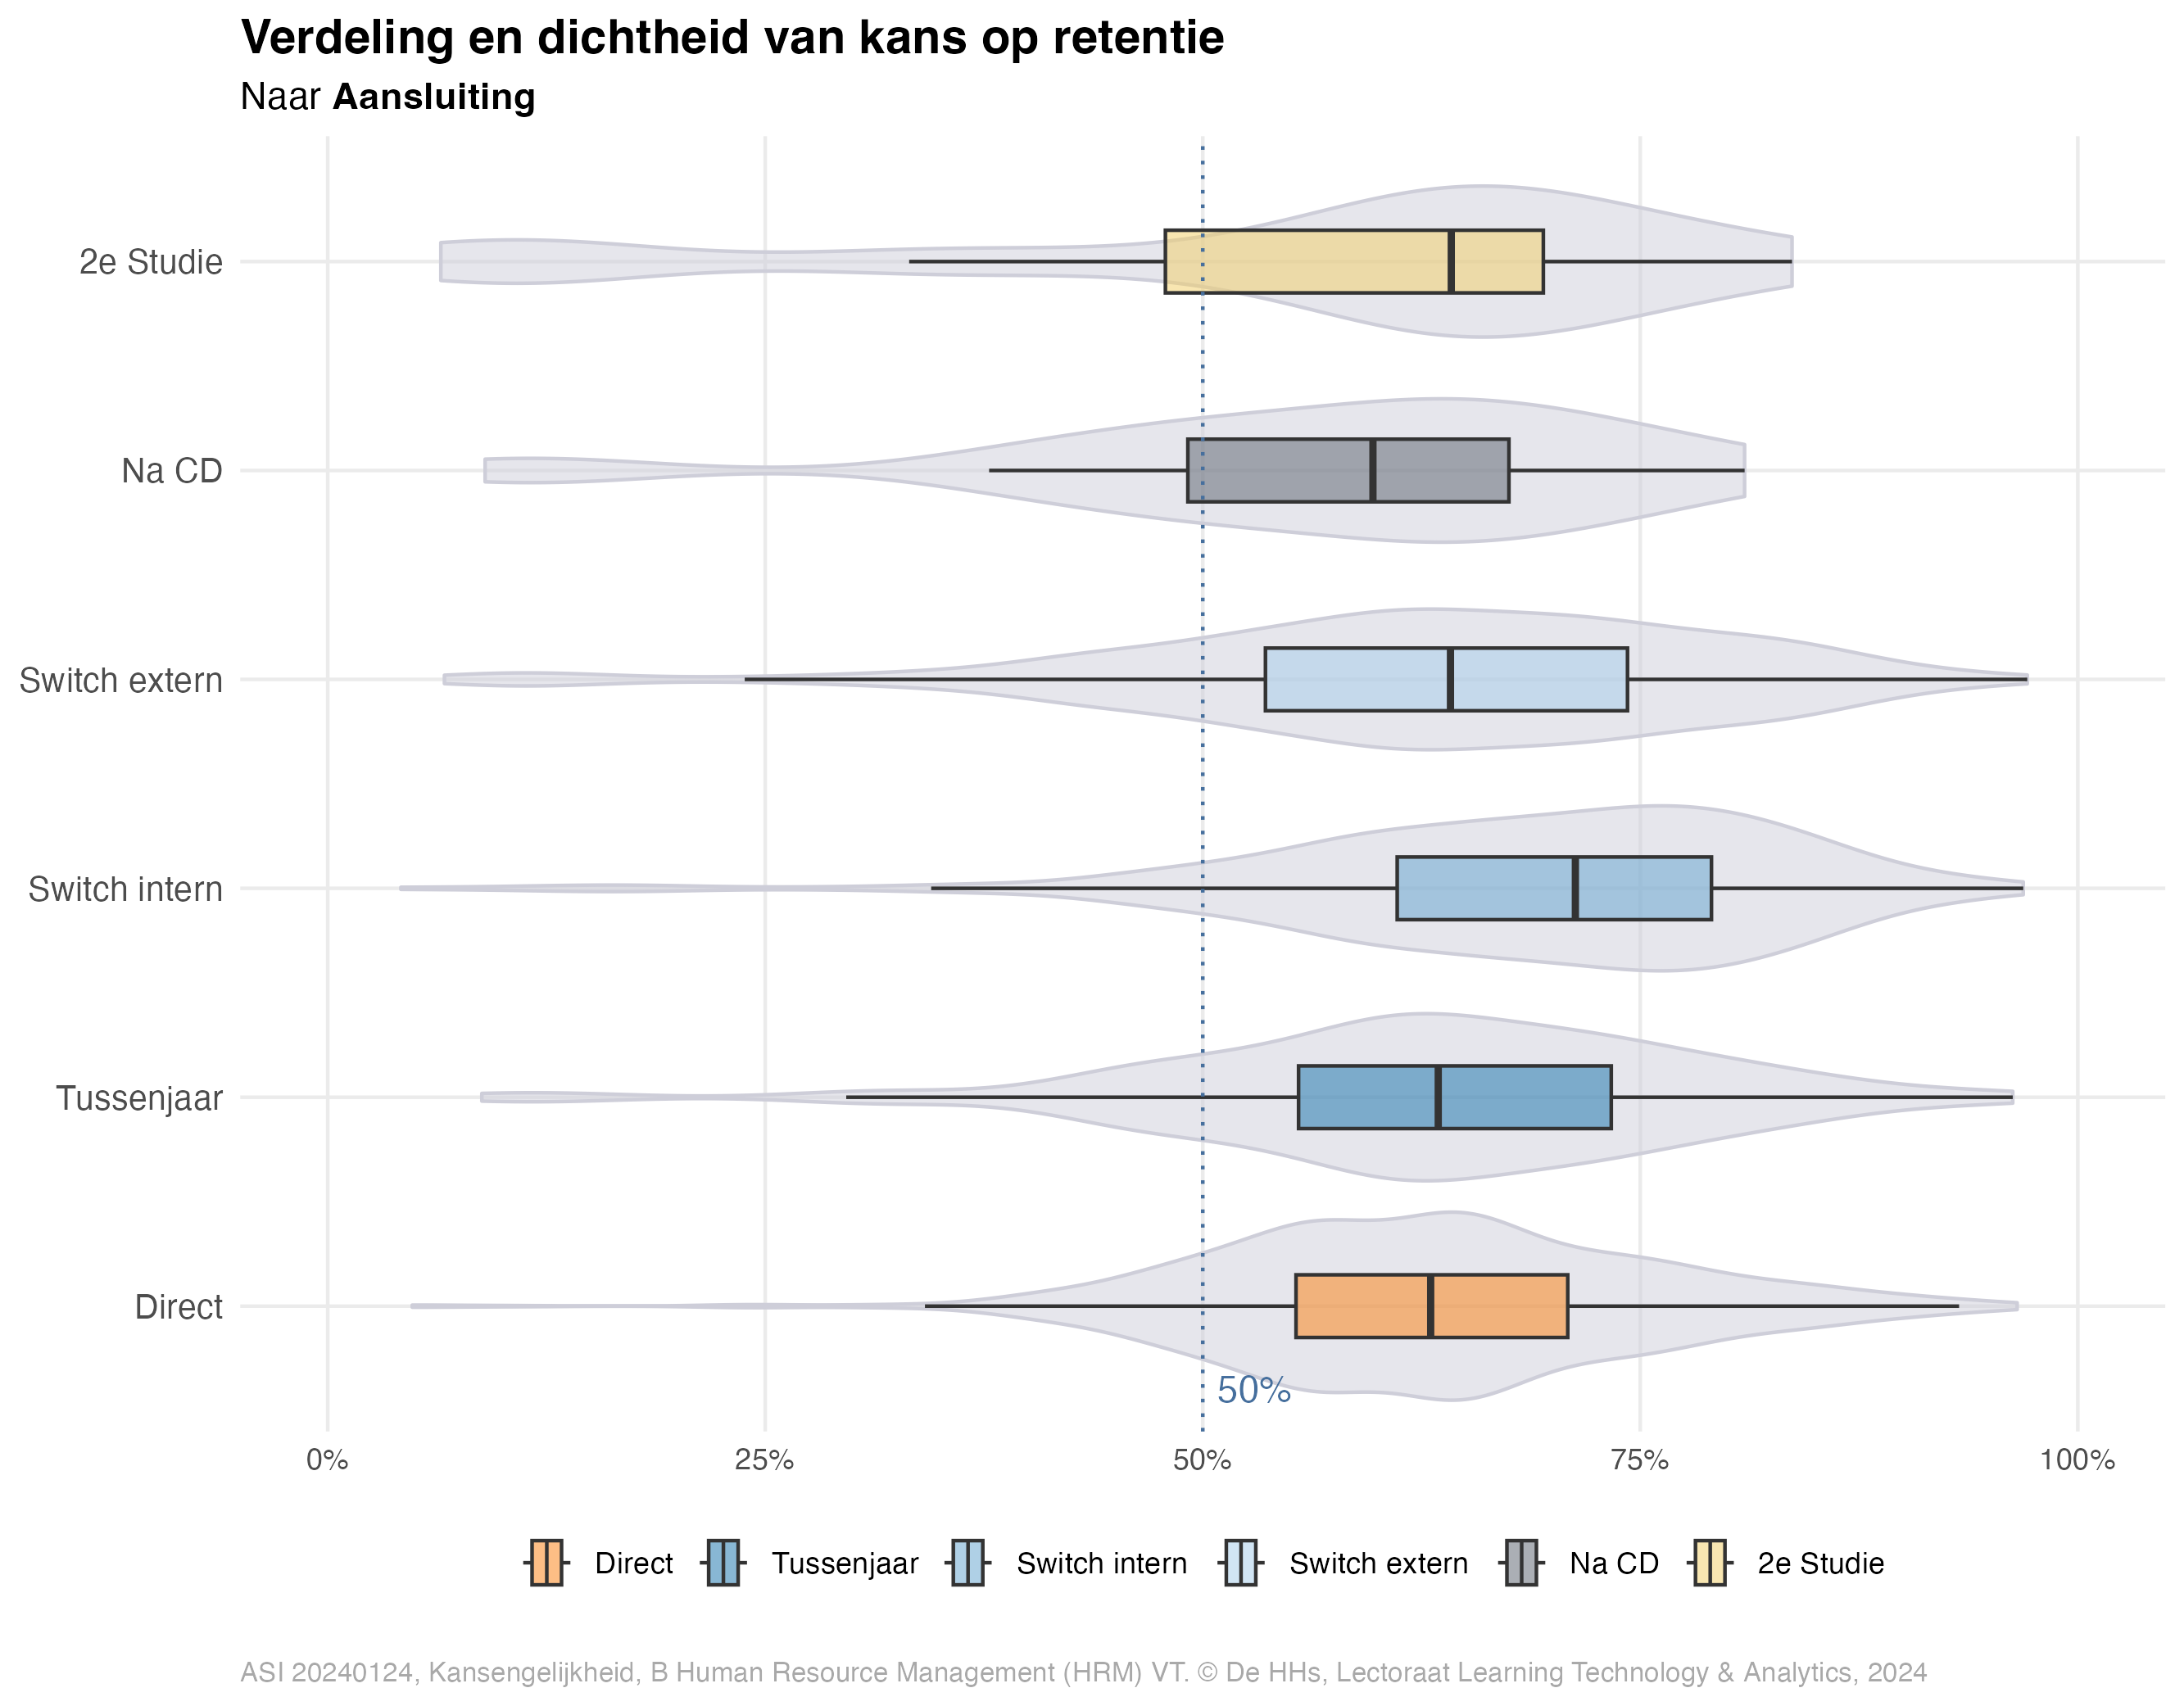 Verdeling en dichtheid van kans op retentie
Naar Aansluiting
2e Studie
Na CD
Switch extern
Switch intern
Tussenjaar
Direct
50%
0% 25% 50% 75% 100%
Direct Tussenjaar Switch intern Switch extern Na CD 2e Studie
ASI 20240124, Kansengelijkheid, B Human Resource Management (HRM) VT. © De HHs, Lectoraat Learning Technology & Analytics, 2024